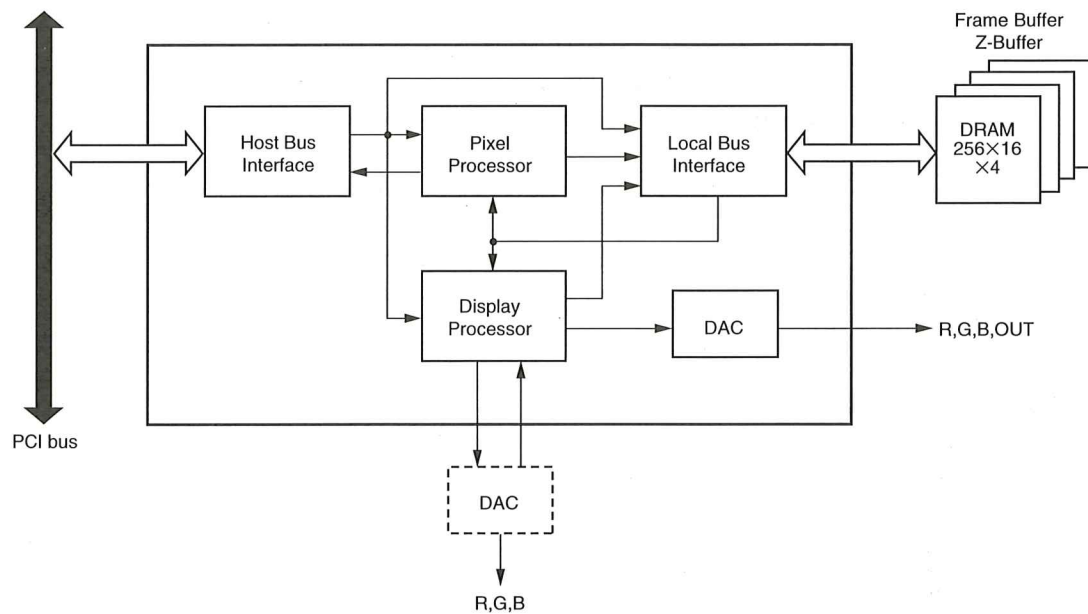 Frame Buffer
Z-Buffer
DRAM
256×16
×4
Host Bus
Interface
Pixel
Processor
Local Bus
Interface
Display
Processor
DAC
R,G,B,OUT
PCI bus
DAC
R,G,B